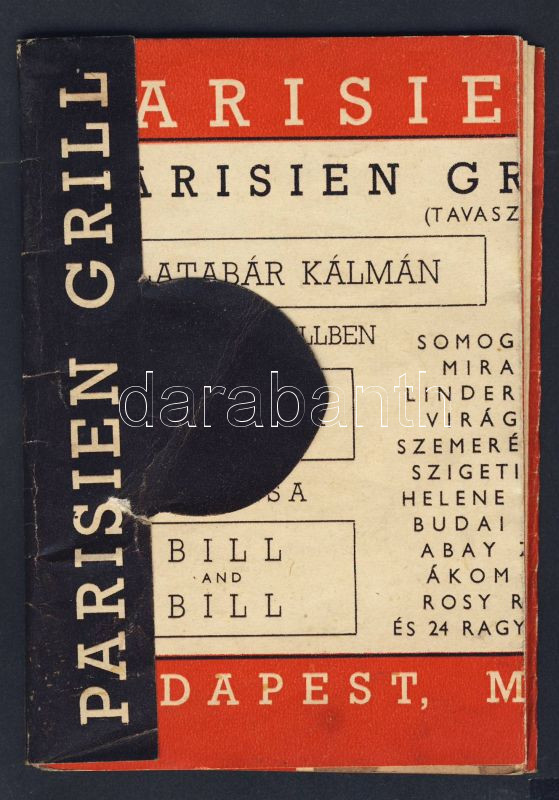 PARISIEN GRILL
ARISIE
ARISIEN GR
(TAVASZ
LATABÁR KÁLMÁN
LLBEN
SA
BILL
AND
BILL
SOMOG
MIRA
LINDER
VIRÁG
SZEMERÉ
SZIGETI
HELENE
BUDAI
ABAY
ÁKOM
ROSY R
ÉS 24 RAGY
DAPEST, M
darabanth